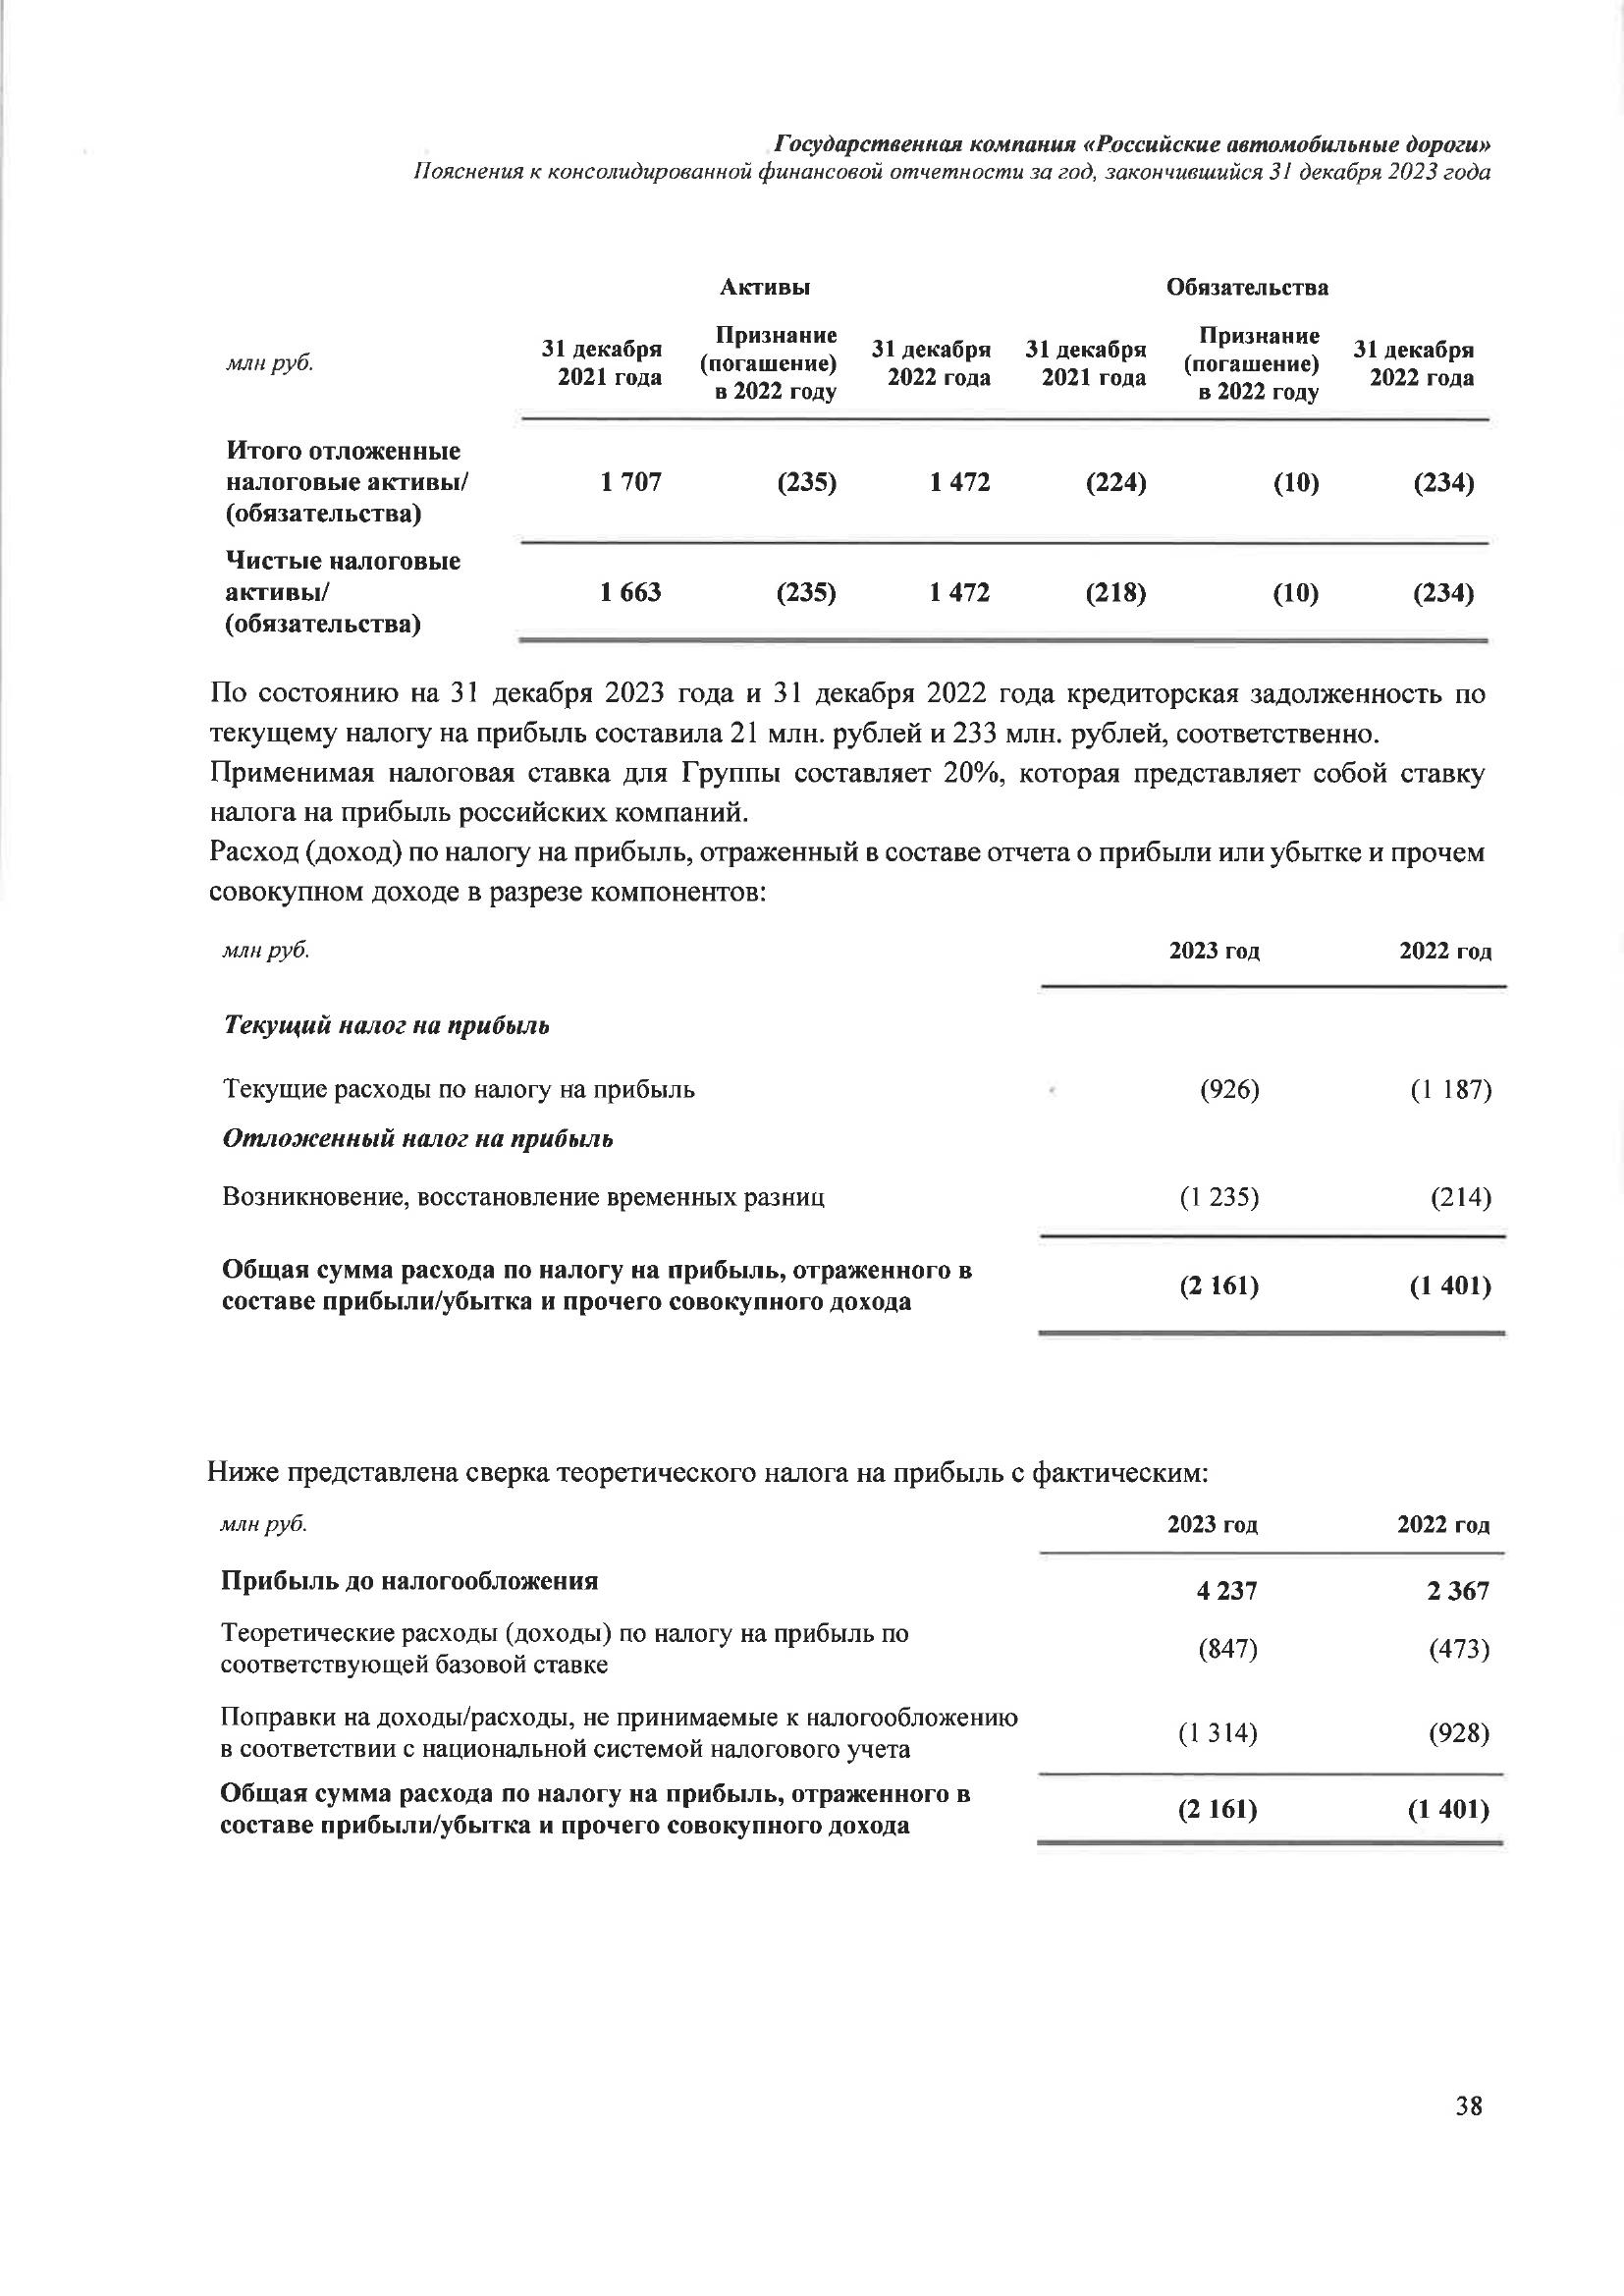 Государственная компания «Российские автомобильные дороги»
Пояснения к консолидированной финансовой отчетности за год, закончившийся 31 декабря 2023 года
Активы Обязательства
млн руб. 31 декабря 2021 года Признание (погашение) в 2022 году 31 декабря 2022 года 31 декабря 2021 года Признание (погашение) в 2022 году 31 декабря 2022 года
Итого отложенные
налоговые активы/ 1 707 (235) 1 472 (224) (10) (234)
(обязательства)
Чистые налоговые
активы/ 1 663 (235) 1 472 (218) (10) (234)
(обязательства)
По состоянию на 31 декабря 2023 года и 31 декабря 2022 года кредиторская задолженность по
текущему налогу на прибыль составила 21 млн. рублей и 233 млн. рублей, соответственно.
Применимая налоговая ставка для Группы составляет 20%, которая представляет собой ставку
налога на прибыль российских компаний.
Расход (доход) по налогу на прибыль, отраженный в составе отчета о прибыли или убытке и прочем
совокупном доходе в разрезе компонентов:
млн руб. 2023 год 2022 год
Текущий налог на прибыль
Текущие расходы по налогу на прибыль (926) (1 187)
Отложенный налог на прибыль
Возникновение, восстановление временных разниц (1 235) (214)
Общая сумма расхода по налогу на прибыль, отраженного в
составе прибыли/убытка и прочего совокупного дохода (2 161) (1 401)
Ниже представлена сверка теоретического налога на прибыль с фактическим:
млн руб. 2023 год 2022 год
Прибыль до налогообложения 4 237 2 367
Теоретические расходы (доходы) по налогу на прибыль по
соответствующей базовой ставке (847) (473)
Поправки на доходы/расходы, не принимаемые к налогообложению
в соответствии с национальной системой налогового учета (1 314) (928)
Общая сумма расхода по налогу на прибыль, отраженного в
составе прибыли/убытка и прочего совокупного дохода (2 161) (1 401)
38